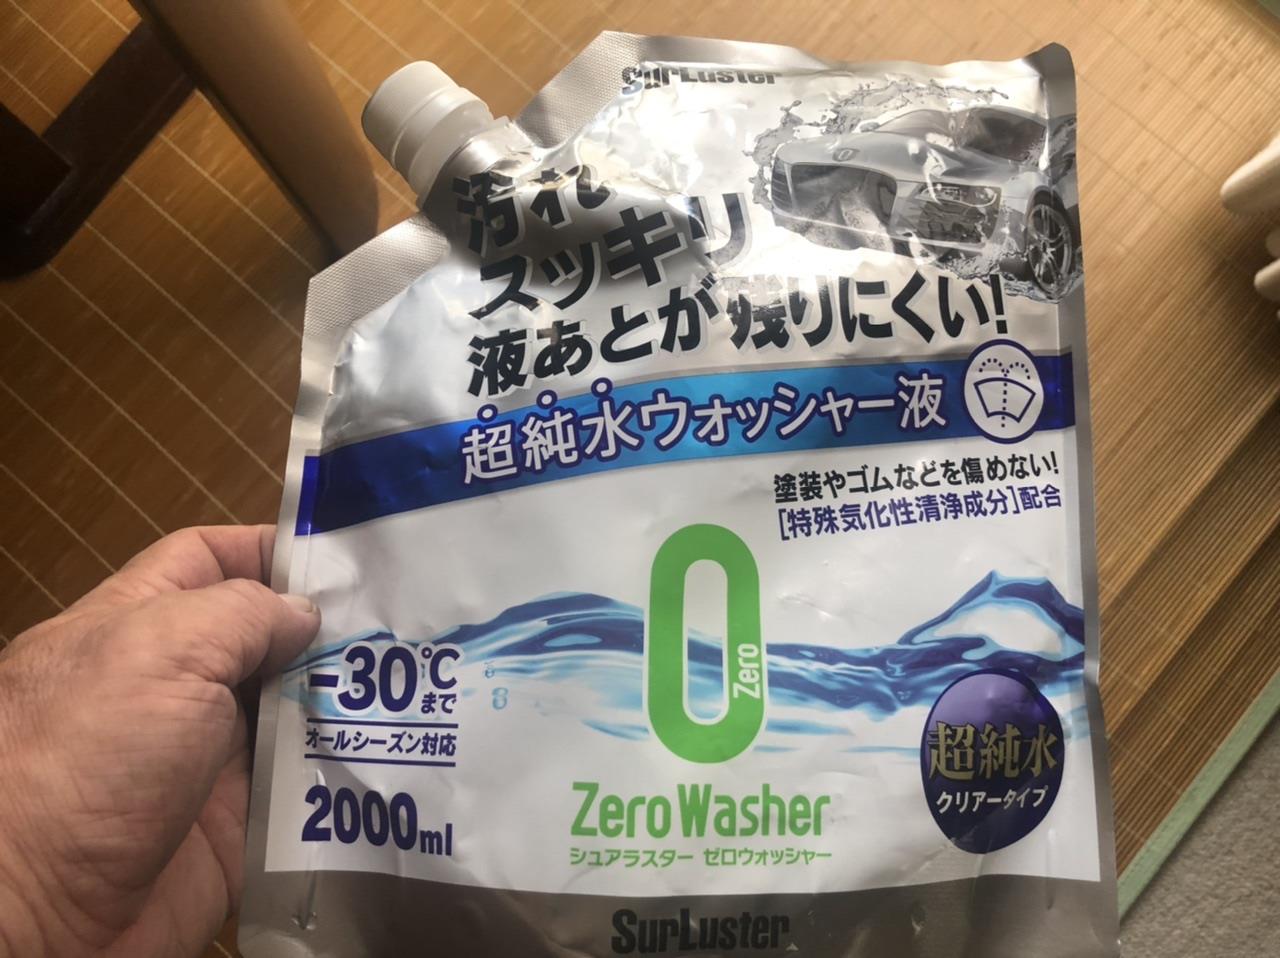 SurLuster
汚れ
スッキリ
液あとが残りにくい!
超純水ウォッシャー液
塗装やゴムなどを傷めない!
[特殊気化性清浄成分]配合
0
Zero
-30℃まで
オールシーズン対応
2000ml
Zero Washer
シュアラスター ゼロウォッシャー
超純水
クリアータイプ
SurLuster